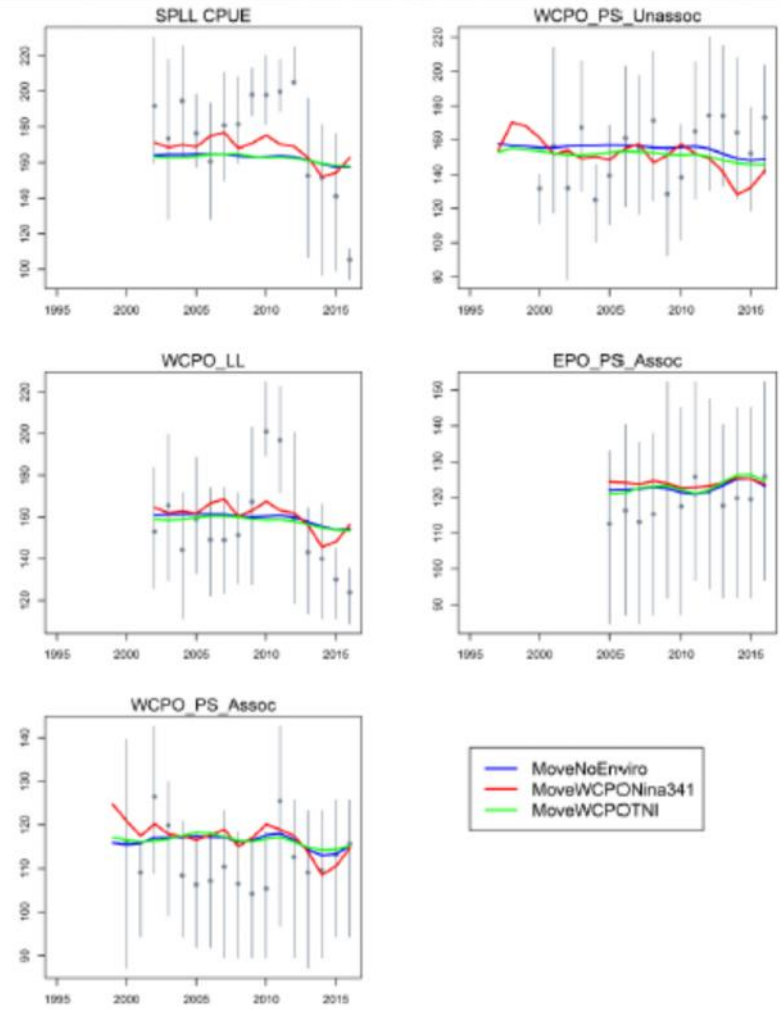 SPLL CPUE
220
200
180
160
140
120
100
1995 2000 2005 2010 2015
WCPO_PS_Unassoc
220
200
180
160
140
120
100
80
1995 2000 2005 2010 2015
WCPO_LL
220
200
180
160
140
120
1995 2000 2005 2010 2015
EPO_PS_Assoc
150
140
130
120
110
100
90
1995 2000 2005 2010 2015
WCPO_PS_Assoc
140
130
120
110
100
90
1995 2000 2005 2010 2015
MoveNoEnviro
MoveWCPONina341
MoveWCPOTNI